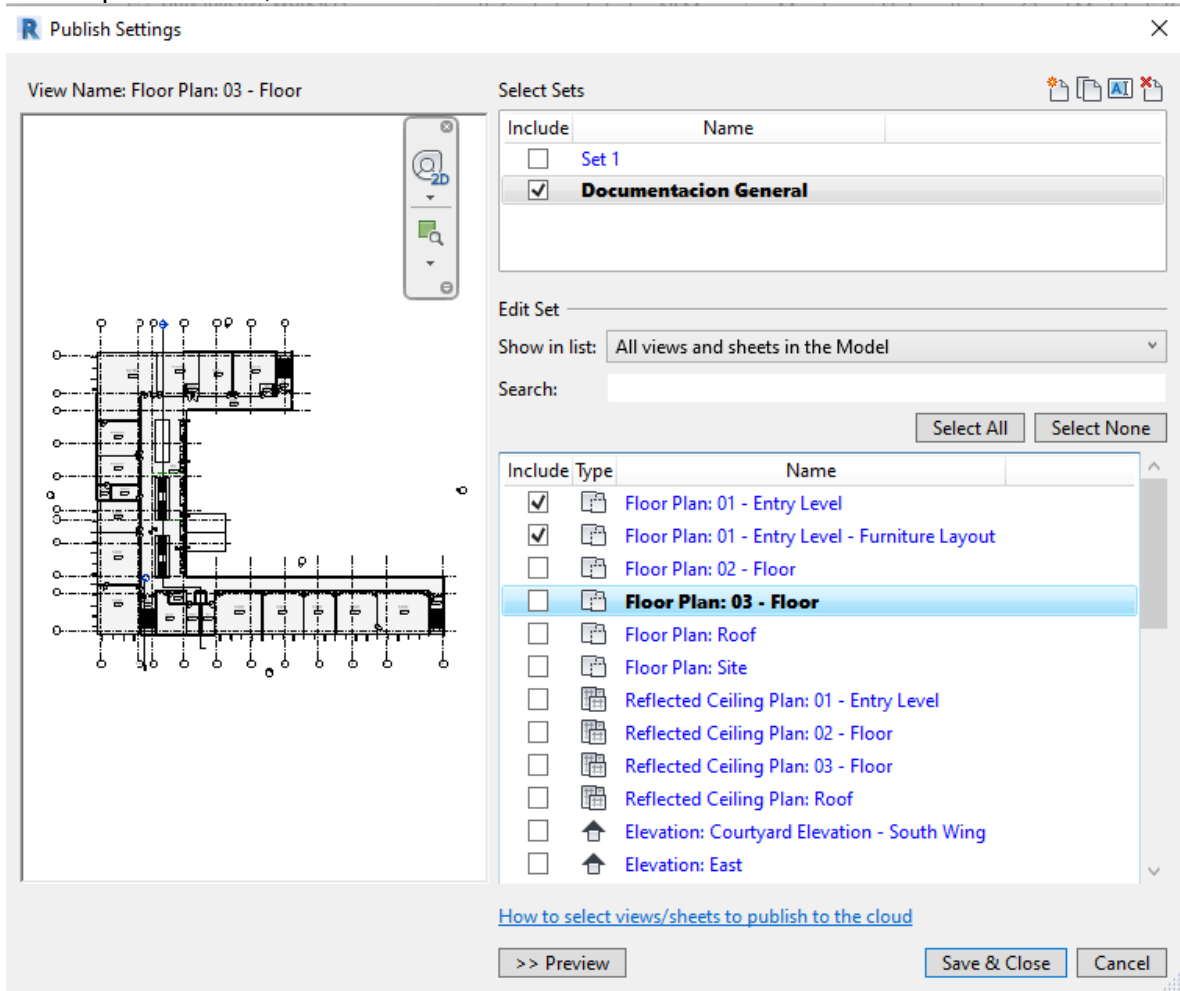 Publish Settings
View Name: Floor Plan: 03 - Floor
2D
Select Sets
AI
Include Name
Set 1
Documentacion General
Edit Set
Show in list: All views and sheets in the Model
Search:
Select All Select None
Include Type Name
Floor Plan: 01 - Entry Level
Floor Plan: 01 - Entry Level - Furniture Layout
Floor Plan: 02 - Floor
Floor Plan: 03 - Floor
Floor Plan: Roof
Floor Plan: Site
Reflected Ceiling Plan: 01 - Entry Level
Reflected Ceiling Plan: 02 - Floor
Reflected Ceiling Plan: 03 - Floor
Reflected Ceiling Plan: Roof
Elevation: Courtyard Elevation - South Wing
Elevation: East
How to select views/sheets to publish to the cloud
>> Preview Save & Close Cancel